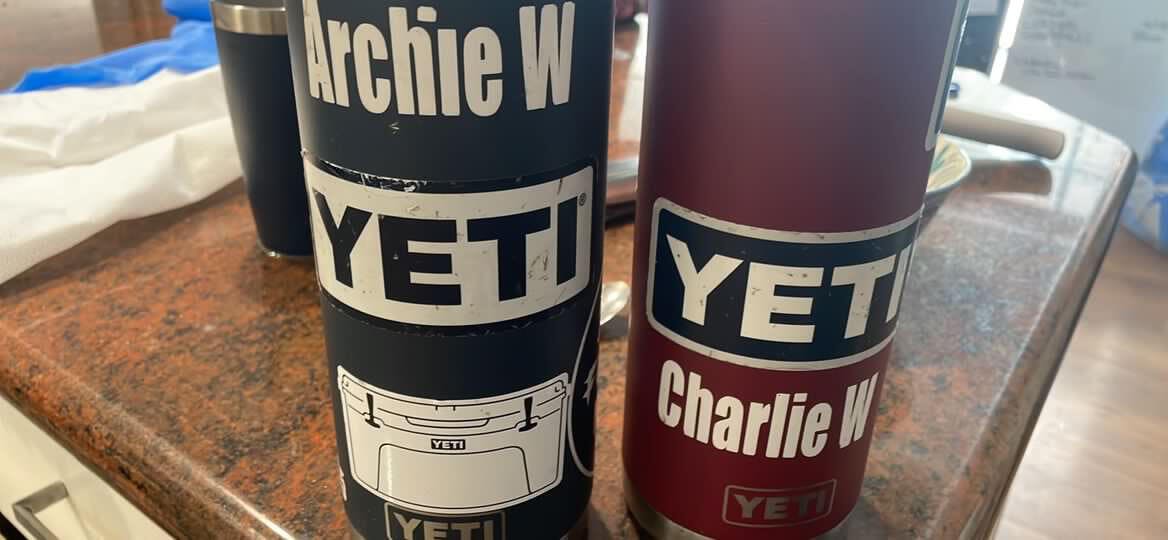 Archie W
YETI®
YETI
YETI
YETI
Charlie W
YETI